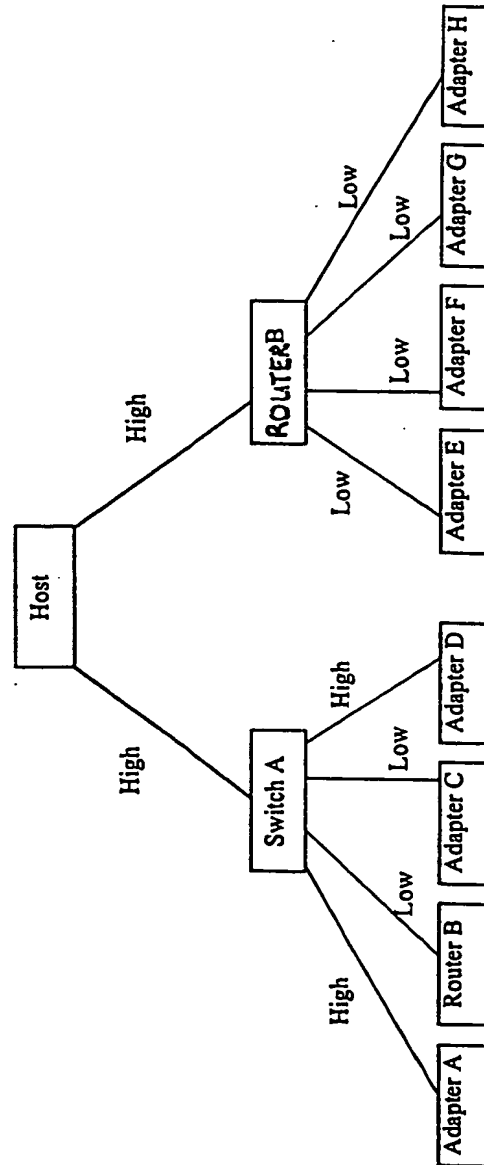 Host
High
High
Switch A
ROUTER B
High
Low
Low
High
Low
Low
Low
Low
Adapter A
Router B
Adapter C
Adapter D
Adapter E
Adapter F
Adapter G
Adapter H